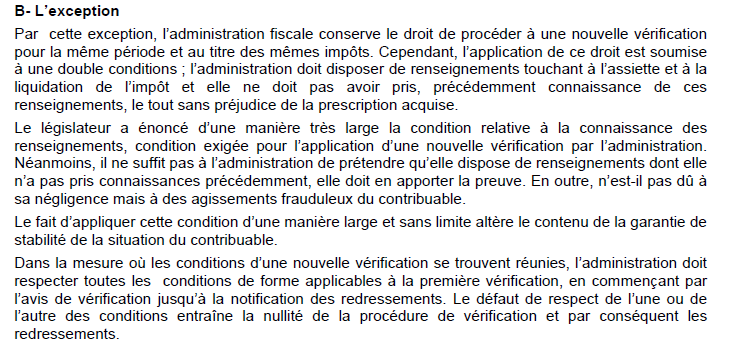 B- L’exception
Par cette exception, l’administration fiscale conserve le droit de procéder à une nouvelle vérification
pour la même période et au titre des mêmes impôts. Cependant, l’application de ce droit est soumise
à une double conditions ; l’administration doit disposer de renseignements touchant à l’assiette et à la
liquidation de l’impôt et elle ne doit pas avoir pris, précédemment connaissance de ces
renseignements, le tout sans préjudice de la prescription acquise.
Le législateur a énoncé d’une manière très large la condition relative à la connaissance des
renseignements, condition exigée pour l’application d’une nouvelle vérification par l’administration.
Néanmoins, il ne suffit pas à l’administration de prétendre qu’elle dispose de renseignements dont elle
n’a pas pris connaissances précédemment, elle doit en apporter la preuve. En outre, n’est-il pas dû à
sa négligence mais à des agissements frauduleux du contribuable.
Le fait d’appliquer cette condition d’une manière large et sans limite altère le contenu de la garantie de
stabilité de la situation du contribuable.
Dans la mesure où les conditions d’une nouvelle vérification se trouvent réunies, l’administration doit
respecter toutes les conditions de forme applicables à la première vérification, en commençant par
l’avis de vérification jusqu’à la notification des redressements. Le défaut de respect de l’une ou de
l’autre des conditions entraîne la nullité de la procédure de vérification et par conséquent les
redressements.